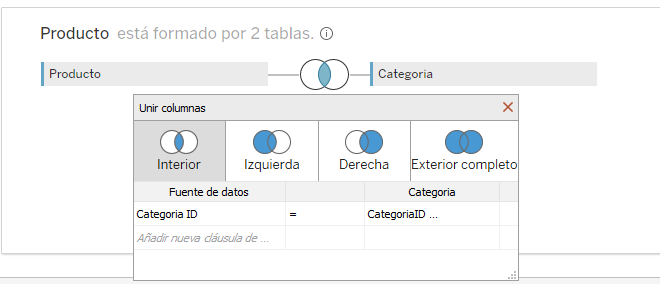 Producto está formado por 2 tablas.
Producto Categoria
Unir columnas
Interior Izquierda Derecha Exterior completo
Fuente de datos Categoria
Categoria ID = CategoriaID ...
Añadir nueva cláusula de ...